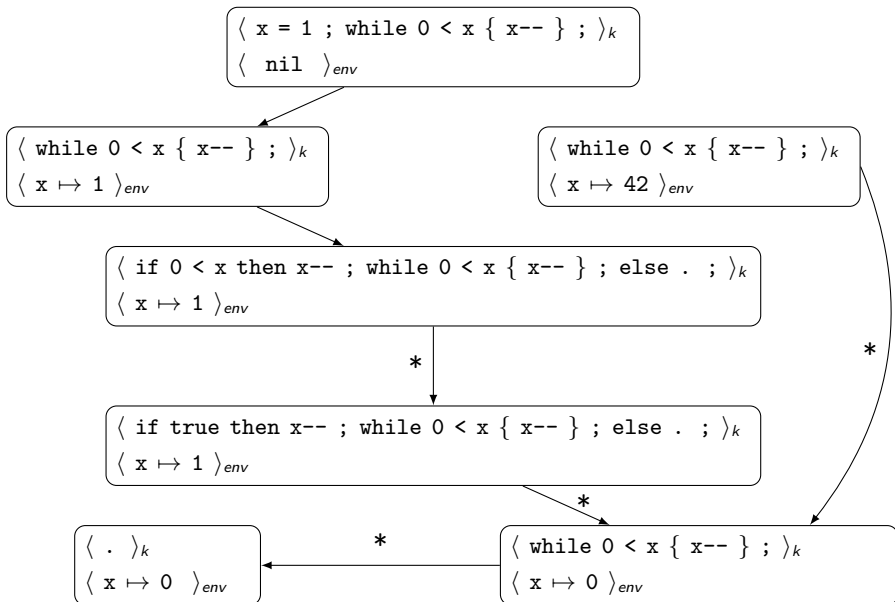 ⟨ x = 1 ; while 0 < x { x-- } ; ⟩k
⟨ nil ⟩env
⟨ while 0 < x { x-- } ; ⟩k
⟨ x ↦ 1 ⟩env
⟨ while 0 < x { x-- } ; ⟩k
⟨ x ↦ 42 ⟩env
⟨ if 0 < x then x-- ; while 0 < x { x-- } ; else . ; ⟩k
⟨ x ↦ 1 ⟩env
*
*
⟨ if true then x-- ; while 0 < x { x-- } ; else . ; ⟩k
⟨ x ↦ 1 ⟩env
*
⟨ . ⟩k
⟨ x ↦ 0 ⟩env
*
⟨ while 0 < x { x-- } ; ⟩k
⟨ x ↦ 0 ⟩env